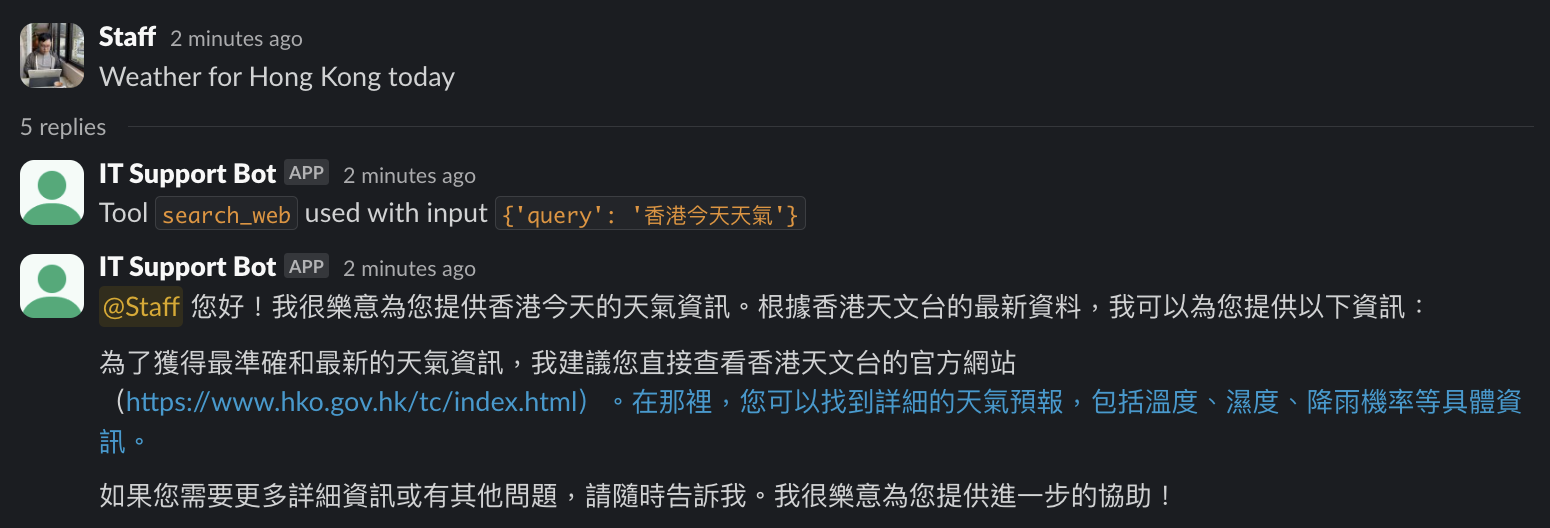 Staff 2 minutes ago
Weather for Hong Kong today
5 replies
IT Support Bot APP 2 minutes ago
Tool search_web used with input {'query': '香港今天天氣'}
IT Support Bot APP 2 minutes ago
@Staff 您好！我很樂意為您提供香港今天的天氣資訊。根據香港天文台的最新資料，我可以為您提供以下資訊：
為了獲得最準確和最新的天氣資訊，我建議您直接查看香港天文台的官方網站
（https://www.hko.gov.hk/tc/index.html）。在那裡，您可以找到詳細的天氣預報，包括溫度、濕度、降雨機率等具體資
訊。
如果您需要更多詳細資訊或有其他問題，請隨時告訴我。我很樂意為您提供進一步的協助！